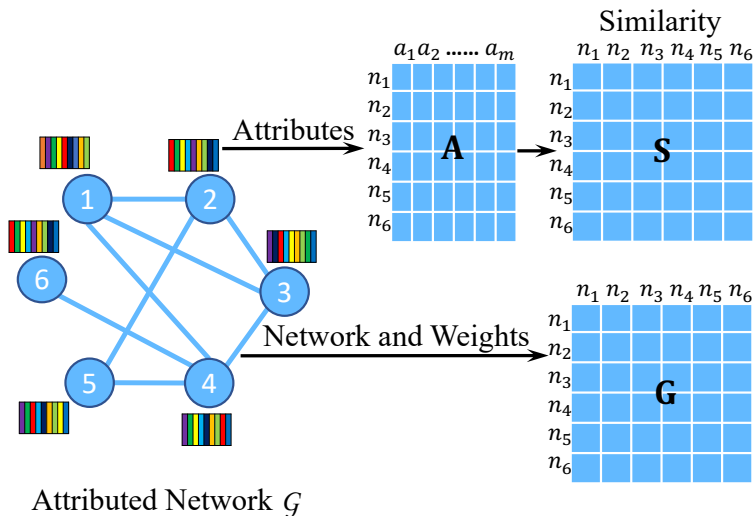 Similarity
a₁ a₂ …… aₘ
n₁ n₂ n₃ n₄ n₅ n₆
n₁
n₂
n₃
n₄
n₅
n₆
A
n₁
n₂
n₃
n₄
n₅
n₆
S
Attributes
1
2
3
4
5
6
Network and Weights
n₁ n₂ n₃ n₄ n₅ n₆
n₁
n₂
n₃
n₄
n₅
n₆
G
Attributed Network 𝒢